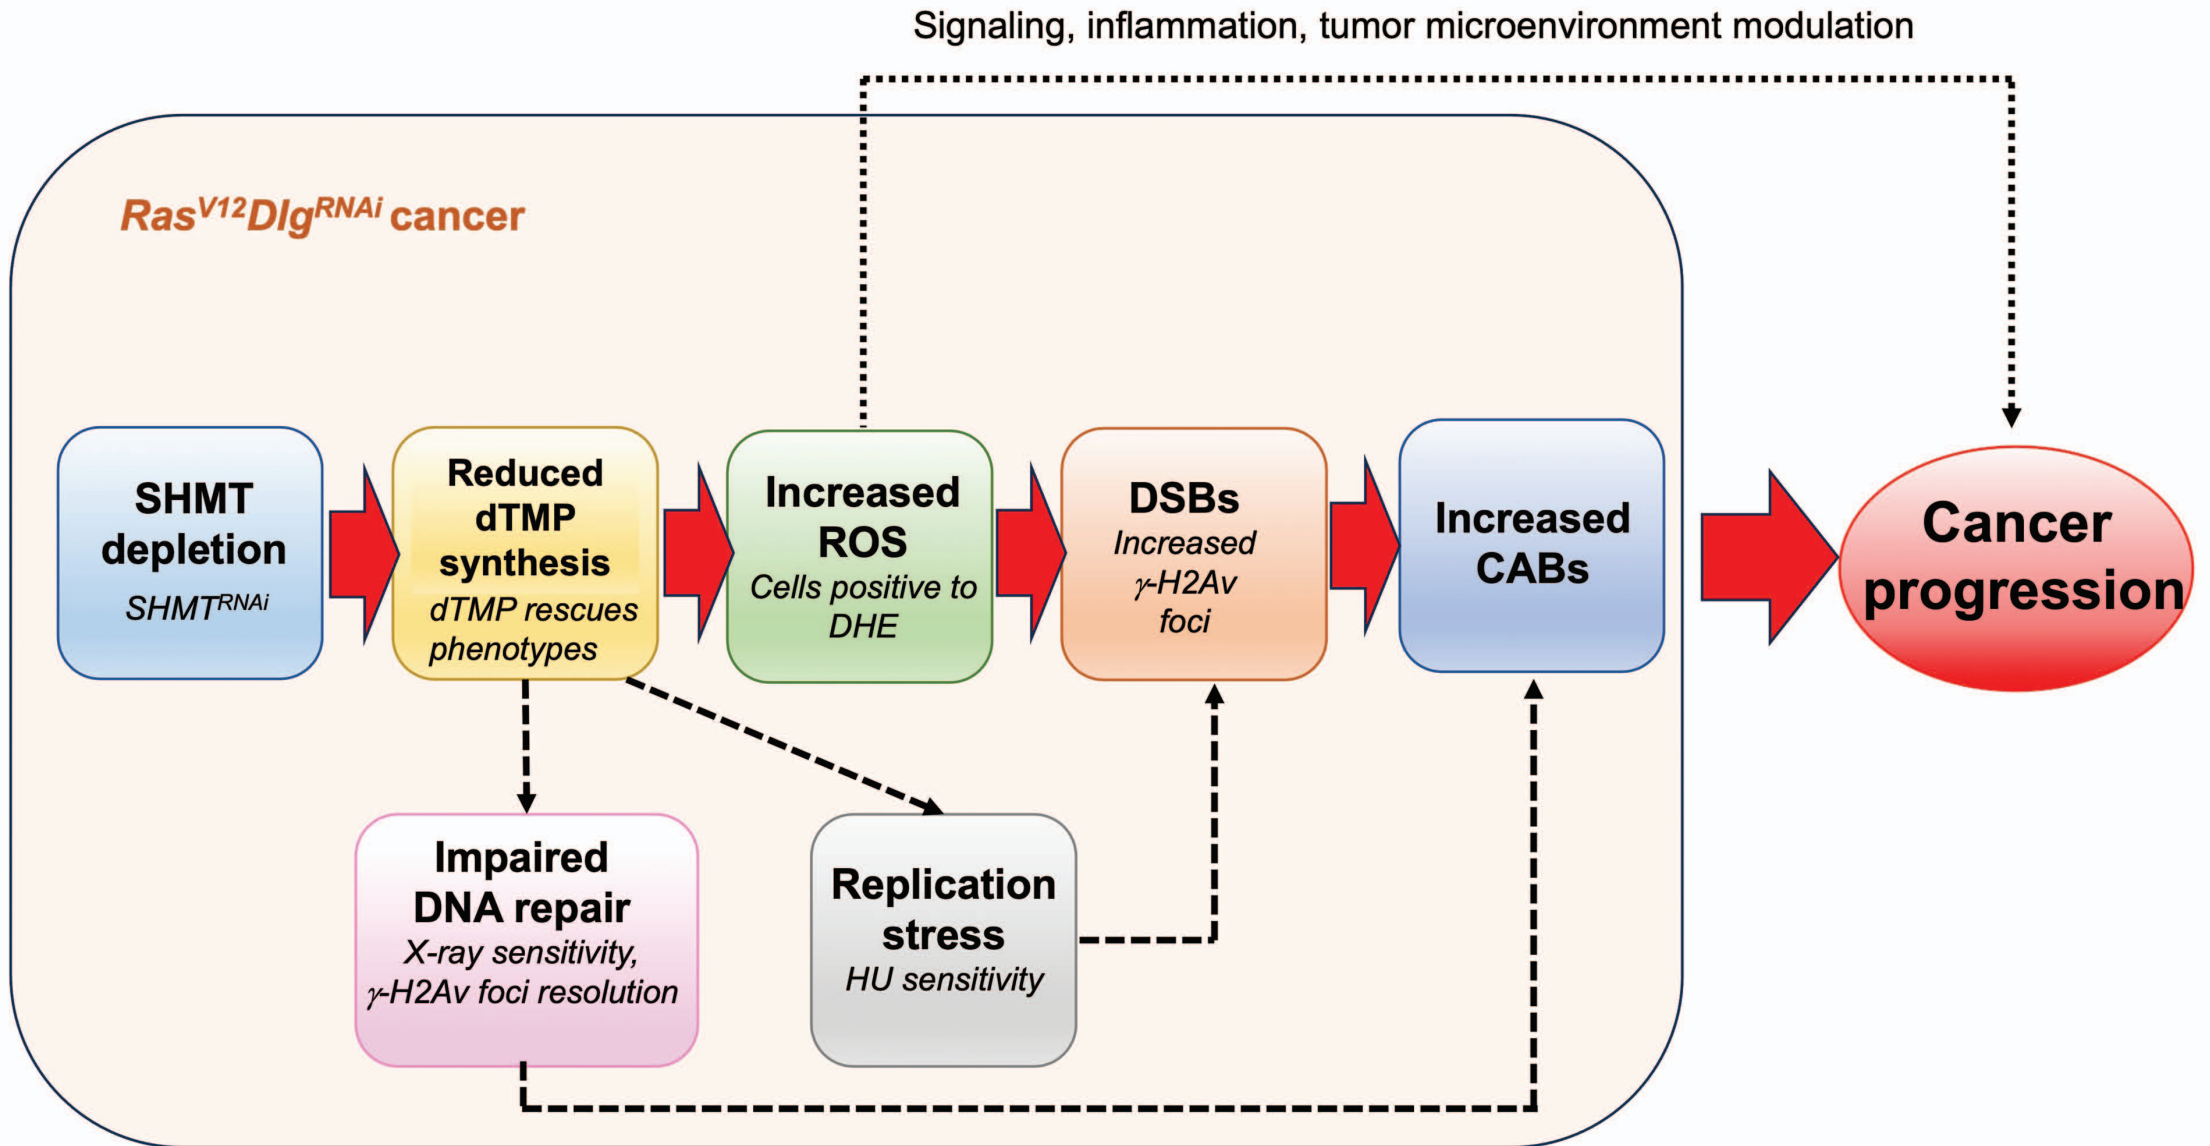 Signaling, inflammation, tumor microenvironment modulation
RasV12DlgRNAi cancer
SHMT
depletion
SHMTRNAi
Reduced
dTMP
synthesis
dTMP rescues
phenotypes
Increased
ROS
Cells positive to
DHE
DSBs
Increased
γ-H2Av
foci
Increased
CABs
Cancer
progression
Impaired
DNA repair
X-ray sensitivity,
γ-H2Av foci resolution
Replication
stress
HU sensitivity